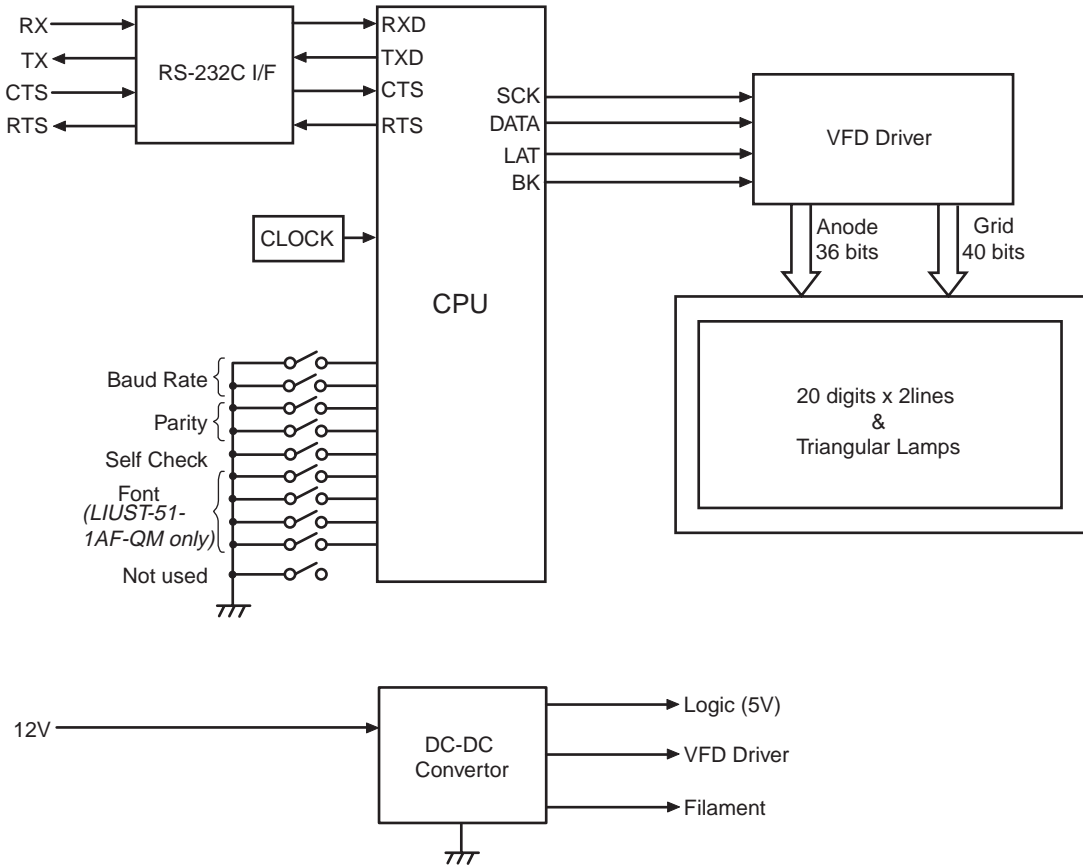 RX
TX
CTS
RTS
RS-232C I/F
RXD
TXD
CTS
RTS
SCK
DATA
LAT
BK
VFD Driver
CLOCK
CPU
Anode
36 bits
Grid
40 bits
20 digits x 2lines
&
Triangular Lamps
Baud Rate
Parity
Self Check
Font
(LIUST-51-
1AF-QM only)
Not used
12V
DC-DC
Convertor
Logic (5V)
VFD Driver
Filament